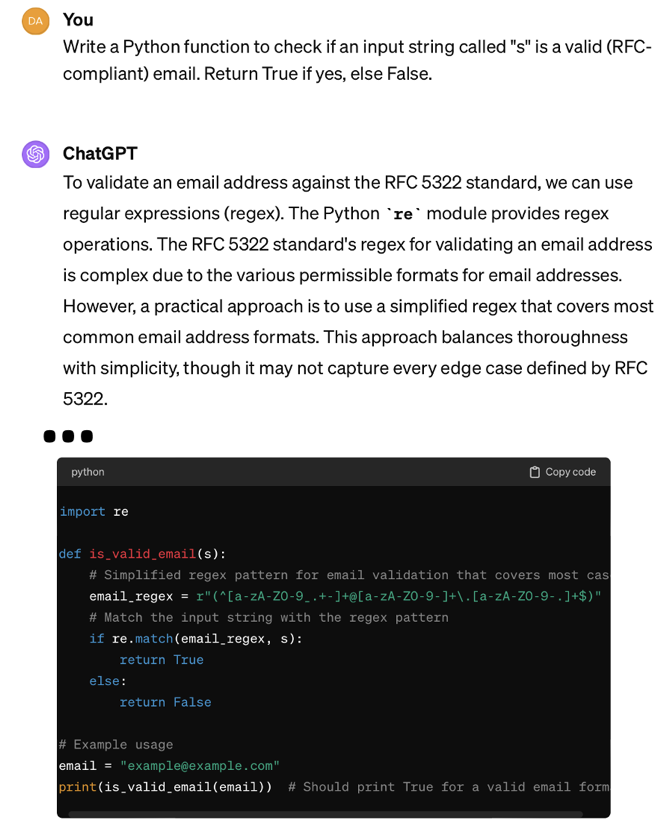 DA
You
Write a Python function to check if an input string called "s" is a valid (RFC-
compliant) email. Return True if yes, else False.
ChatGPT
To validate an email address against the RFC 5322 standard, we can use
regular expressions (regex). The Python `re` module provides regex
operations. The RFC 5322 standard's regex for validating an email address
is complex due to the various permissible formats for email addresses.
However, a practical approach is to use a simplified regex that covers most
common email address formats. This approach balances thoroughness
with simplicity, though it may not capture every edge case defined by RFC
5322.
python Copy code
import re
def is_valid_email(s):
    # Simplified regex pattern for email validation that covers most cas
    email_regex = r"(^[a-zA-Z0-9_.+-]+@[a-zA-Z0-9-]+\.[a-zA-Z0-9-.]+$)"
    # Match the input string with the regex pattern
    if re.match(email_regex, s):
        return True
    else:
        return False
# Example usage
email = "example@example.com"
print(is_valid_email(email))  # Should print True for a valid email form